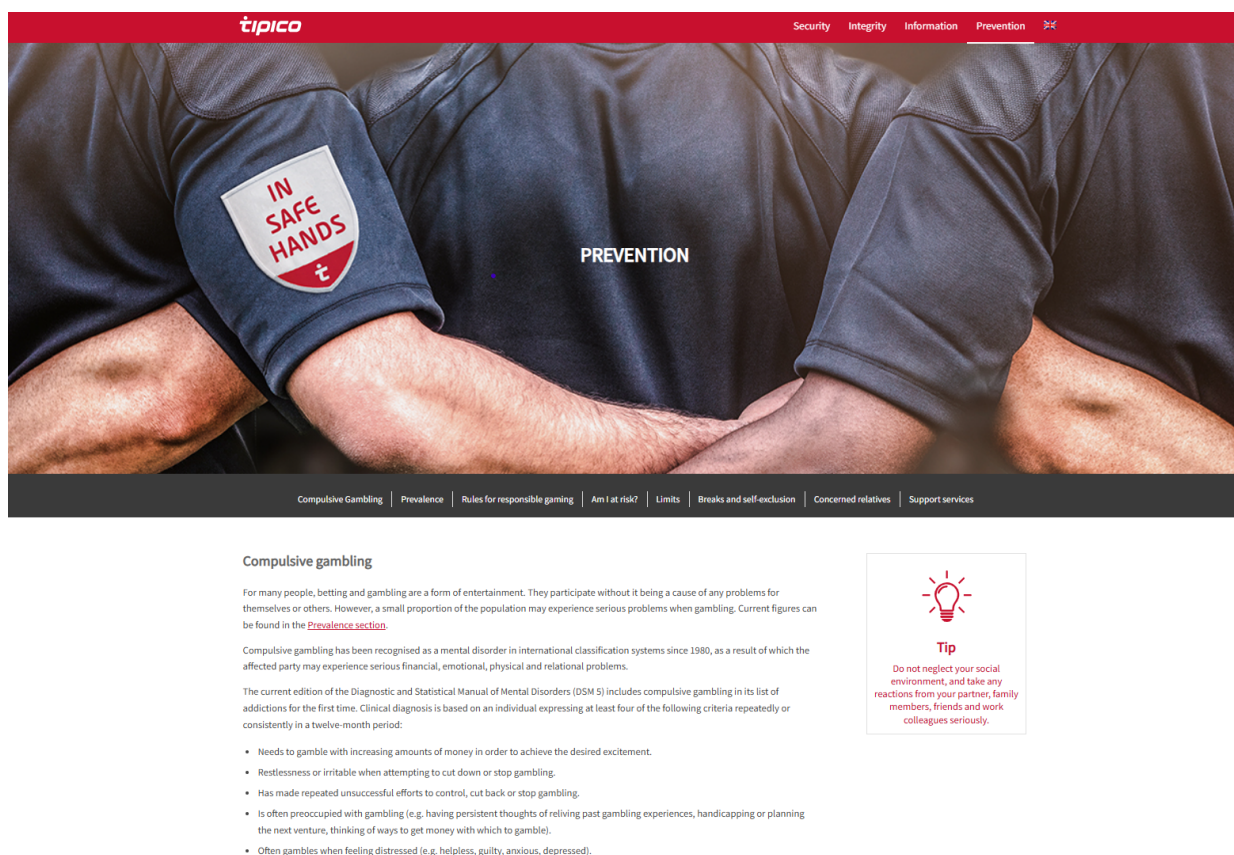 tipico
Security Integrity Information Prevention
IN
SAFE
HANDS
PREVENTION
Compulsive Gambling Prevalence Rules for responsible gaming Am I at risk? Limits Breaks and self-exclusion Concerned relatives Support services
Compulsive gambling
For many people, betting and gambling are a form of entertainment. They participate without it being a cause of any problems for
themselves or others. However, a small proportion of the population may experience serious problems when gambling. Current figures can
be found in the Prevalence section.
Compulsive gambling has been recognised as a mental disorder in international classification systems since 1980, as a result of which the
affected party may experience serious financial, emotional, physical and relational problems.
The current edition of the Diagnostic and Statistical Manual of Mental Disorders (DSM 5) includes compulsive gambling in its list of
addictions for the first time. Clinical diagnosis is based on an individual expressing at least four of the following criteria repeatedly or
consistently in a twelve-month period:
• Needs to gamble with increasing amounts of money in order to achieve the desired excitement.
• Restlessness or irritable when attempting to cut down or stop gambling.
• Has made repeated unsuccessful efforts to control, cut back or stop gambling.
• Is often preoccupied with gambling (e.g. having persistent thoughts of reliving past gambling experiences, handicapping or planning
the next venture, thinking of ways to get money with which to gamble).
• Often gambles when feeling distressed (e.g. helpless, guilty, anxious, depressed).
Tip
Do not neglect your social
environment, and take any
reactions from your partner, family
members, friends and work
colleagues seriously.